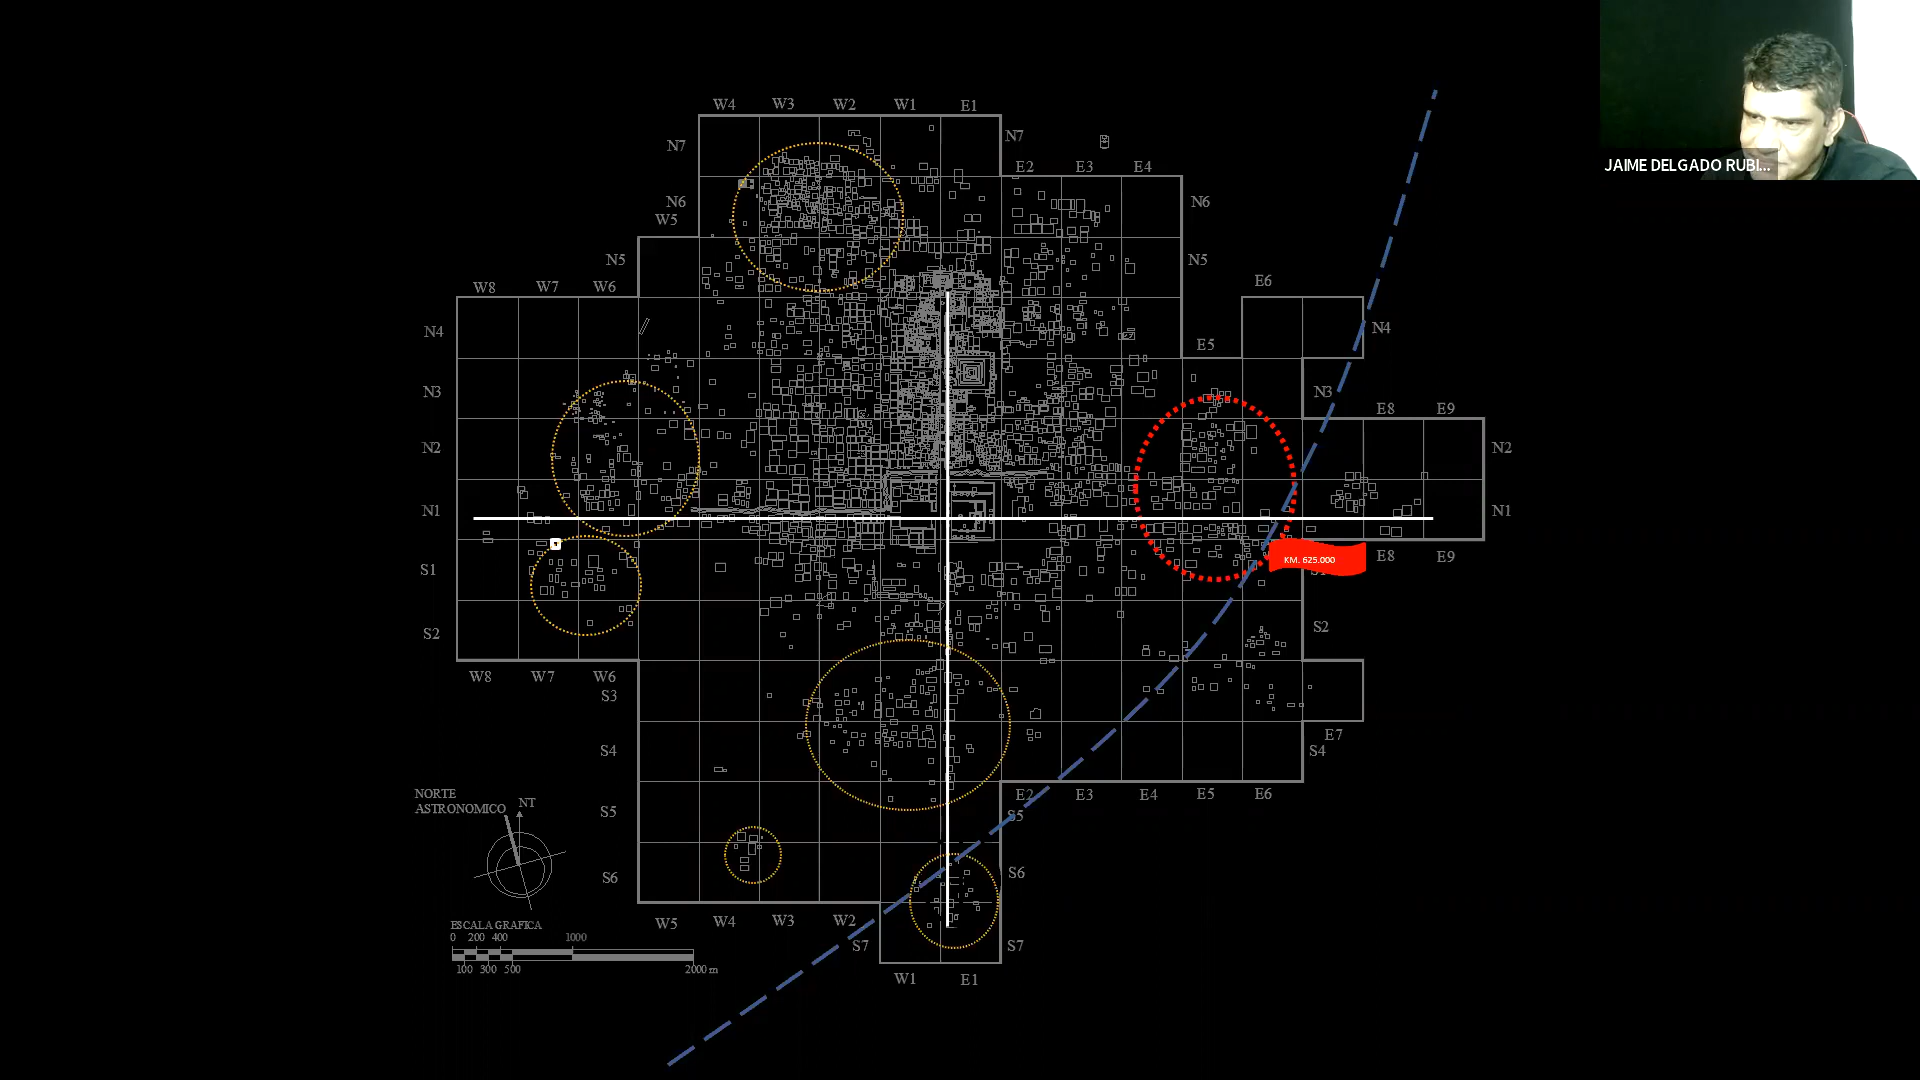 JAIME DELGADO RUBI...
W4 W3 W2 W1 E1
N7 N7
E2 E3 E4
N6 N6
W5
N5 N5
W8 W7 W6 E6
N4 N4
E5
N3 N3
E8 E9
N2 N2
N1 N1
KM. 625.000
E8 E9
S1
S2 S2
W8 W7 W6
S3
E7
S4 S4
NORTE
ASTRONOMICO NT
E2 E3 E4 E5 E6
S5 S5
S6 S6
W5 W4 W3 W2
S7 S7
ESCALA GRAFICA
0 200 400 1000
100 300 500 2000 m
W1 E1